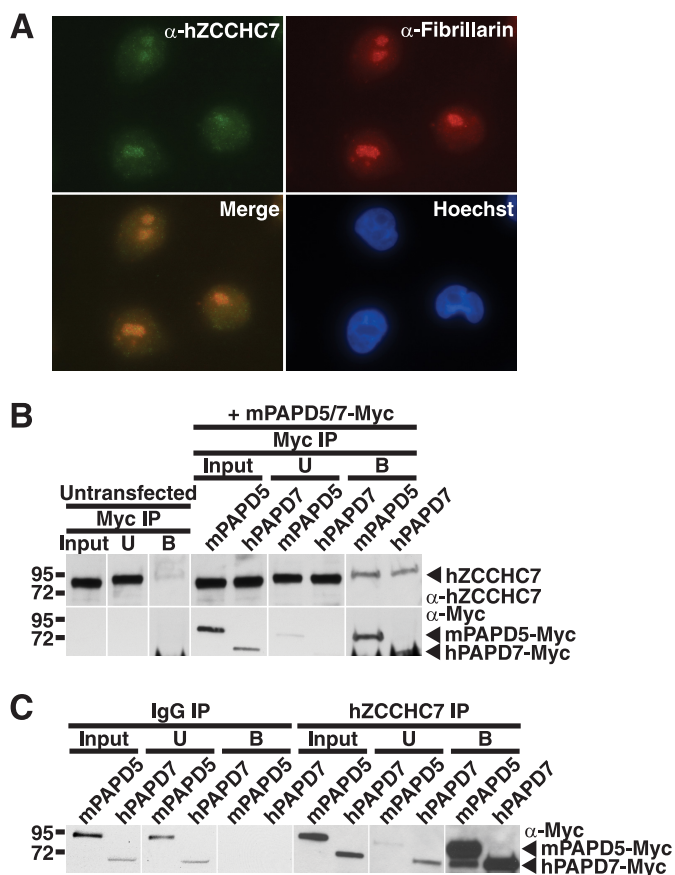 A
α-hZCCHC7
α-Fibrillarin
Merge
Hoechst
B
+ mPAPD5/7-Myc
Myc IP
Input U B
Untransfected
Myc IP
Input U B
mPAPD5 hPAPD7 mPAPD5 hPAPD7 mPAPD5 hPAPD7
95 hZCCHC7
72 α-hZCCHC7
95 α-Myc
72 mPAPD5-Myc
hPAPD7-Myc
C
IgG IP hZCCHC7 IP
Input U B Input U B
mPAPD5 hPAPD7 mPAPD5 hPAPD7 mPAPD5 hPAPD7 mPAPD5 hPAPD7 mPAPD5 hPAPD7 mPAPD5 hPAPD7
95 α-Myc
72 mPAPD5-Myc
hPAPD7-Myc